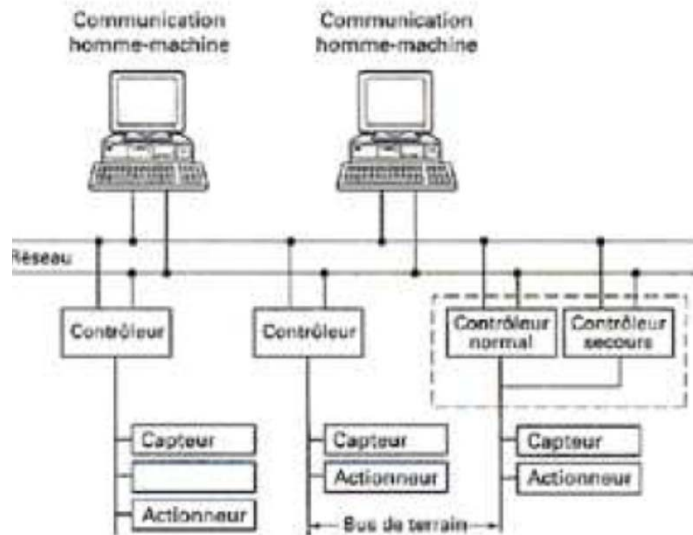 Communication
homme-machine
Communication
homme-machine
Réseau
Contrôleur
Contrôleur
Contrôleur
normal
Contrôleur
secours
Capteur
Capteur
Capteur
Actionneur
Actionneur
Actionneur
Bus de terrain